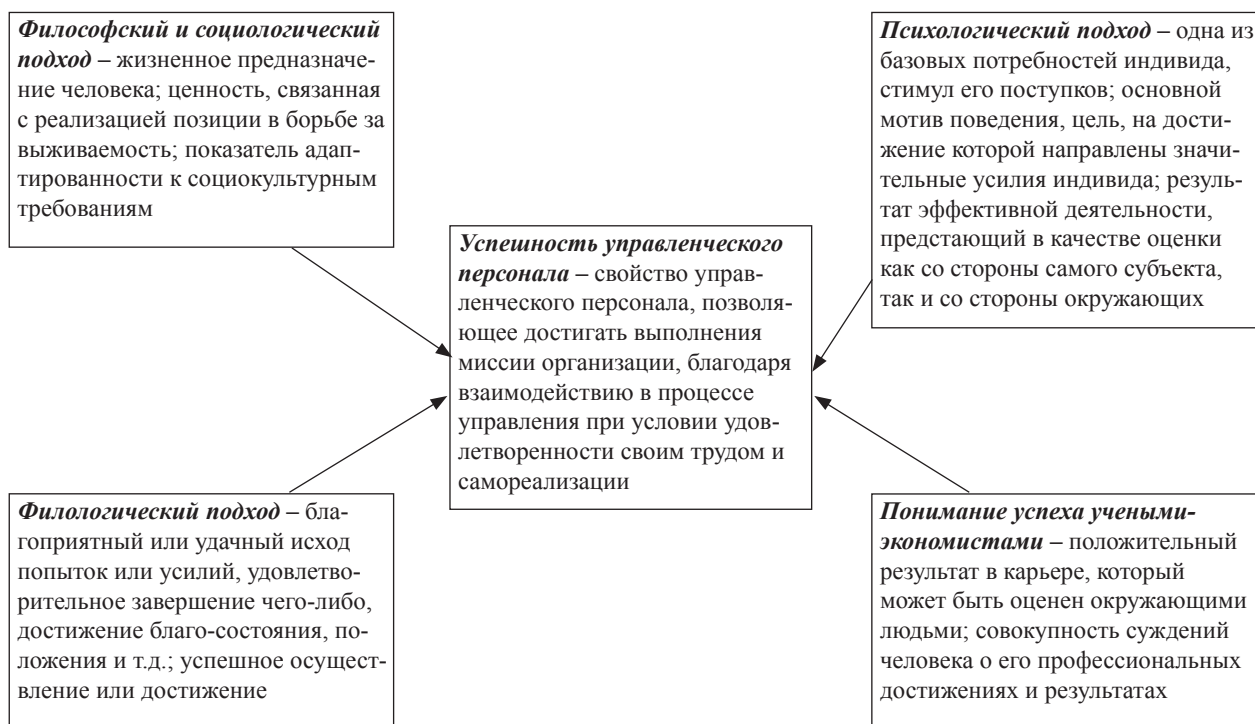 Философский и социологический
подход – жизненное предназначе-
ние человека; ценность, связанная
с реализацией позиции в борьбе за
выживаемость; показатель адап-
тированности к социокультурным
требованиям
Психологический подход – одна из
базовых потребностей индивида,
стимул его поступков; основной
мотив поведения, цель, на дости-
жение которой направлены значи-
тельные усилия индивида; резуль-
тат эффективной деятельности,
предстающий в качестве оценки
как со стороны самого субъекта,
так и со стороны окружающих
Успешность управленческого
персонала – свойство управ-
ленческого персонала, позволя-
ющее достигать выполнения
миссии организации, благодаря
взаимодействию в процессе
управления при условии удов-
летворенности своим трудом и
самореализации
Филологический подход – бла-
гоприятный или удачный исход
попыток или усилий, удовлетво-
рительное завершение чего-либо,
достижение благо-состояния, по-
ложения и т.д.; успешное осущест-
вление или достижение
Понимание успеха учеными-
экономистами – положительный
результат в карьере, который
может быть оценен окружающими
людьми; совокупность суждений
человека о его профессиональных
достижениях и результатах